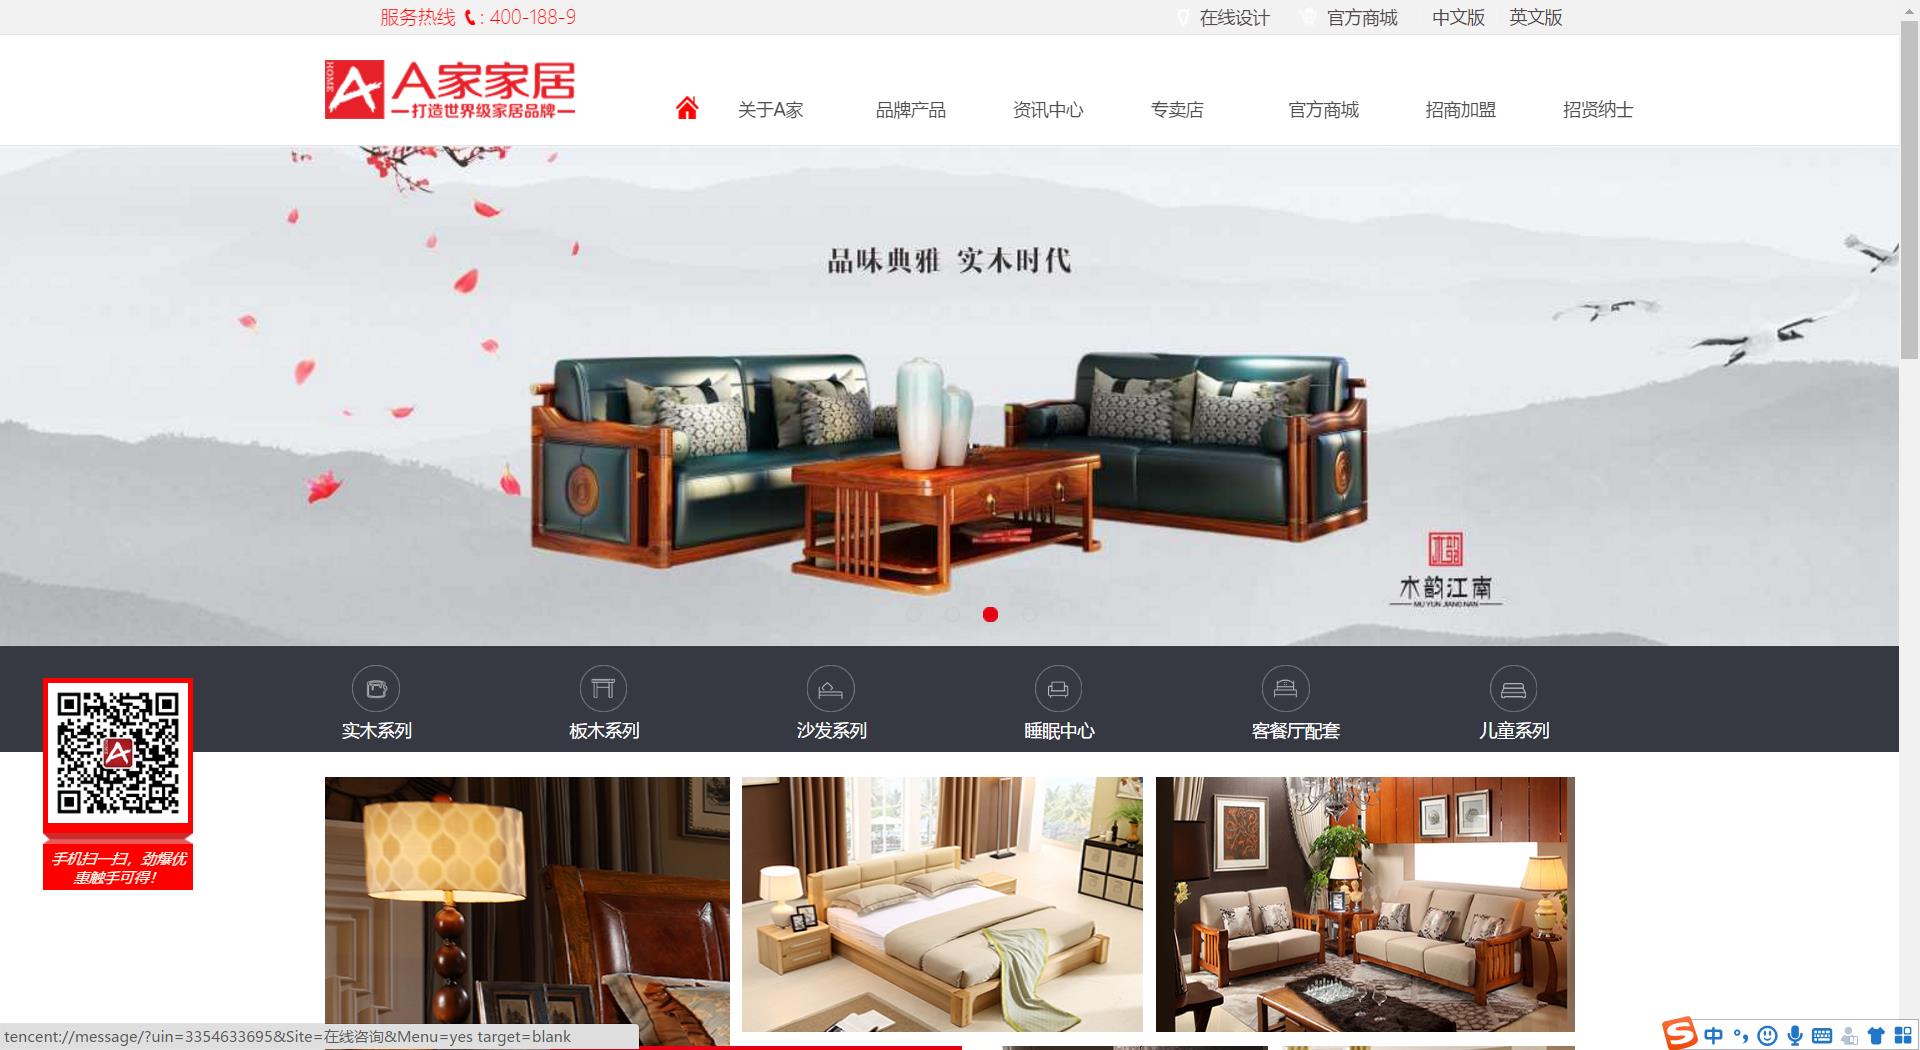 服务热线 : 400-188-9
在线设计 官方商城 中文版 英文版
HOME
A家家居
打造世界级家居品牌
关于A家 品牌产品 资讯中心 专卖店 官方商城 招商加盟 招贤纳士
品味典雅 实木时代
木韵
木韵江南
MU YUN JIANG NAN
实木系列 板木系列 沙发系列 睡眠中心 客餐厅配套 儿童系列
手机扫一扫，劲爆优
惠触手可得！
tencent://message/?uin=3354633695&Site=在线咨询&Menu=yes target=blank
S 中